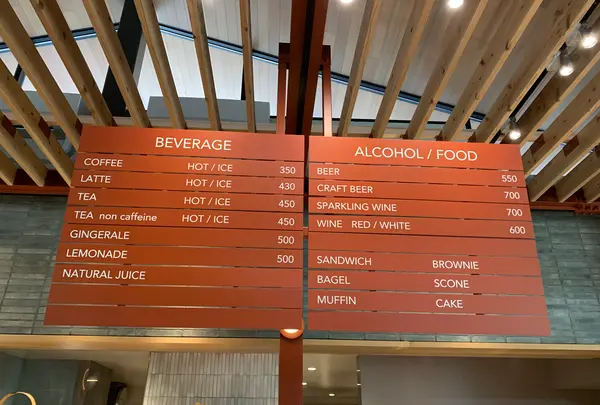 BEVERAGE
COFFEE HOT / ICE 350
LATTE HOT / ICE 430
TEA HOT / ICE 450
TEA non caffeine HOT / ICE 450
GINGERALE 500
LEMONADE 500
NATURAL JUICE
ALCOHOL / FOOD
BEER 550
CRAFT BEER 700
SPARKLING WINE 700
WINE RED / WHITE 600
SANDWICH BROWNIE
BAGEL SCONE
MUFFIN CAKE